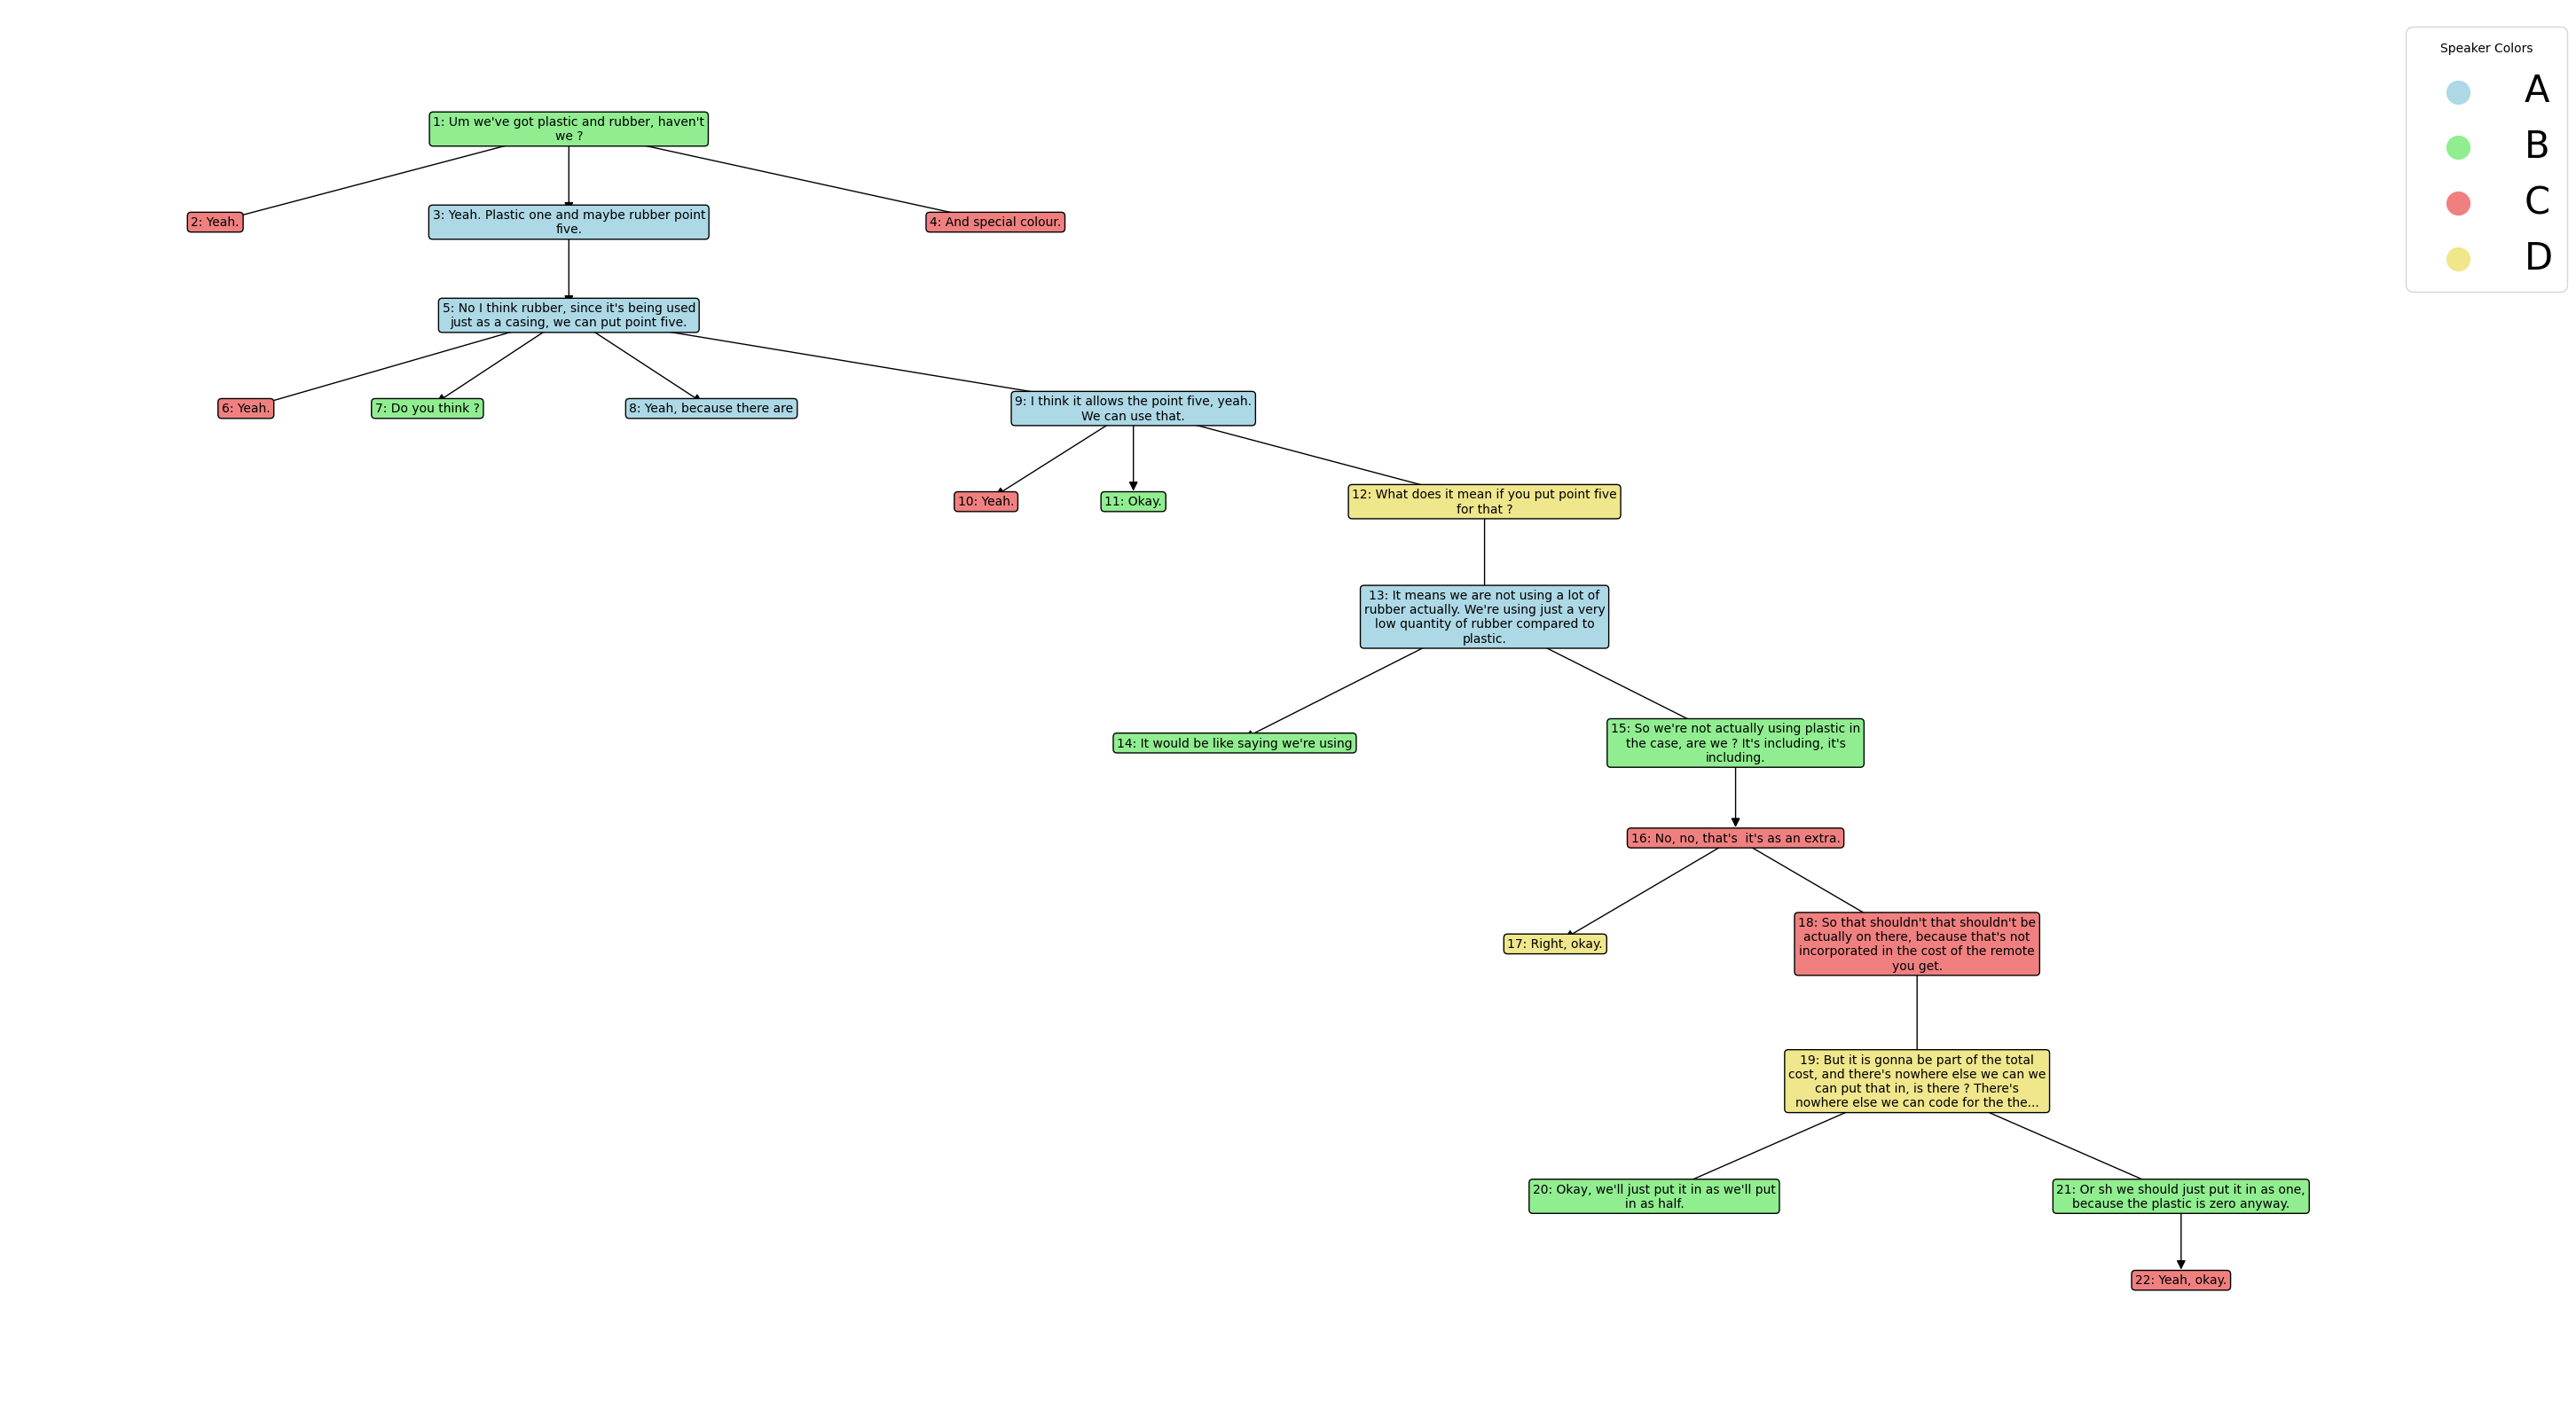 Speaker Colors
A
B
C
D
1: Um we've got plastic and rubber, haven't
we ?
2: Yeah.
3: Yeah. Plastic one and maybe rubber point
five.
4: And special colour.
5: No I think rubber, since it's being used
just as a casing, we can put point five.
6: Yeah.
7: Do you think ?
8: Yeah, because there are
9: I think it allows the point five, yeah.
We can use that.
10: Yeah.
11: Okay.
12: What does it mean if you put point five
for that ?
13: It means we are not using a lot of
rubber actually. We're using just a very
low quantity of rubber compared to
plastic.
14: It would be like saying we're using
15: So we're not actually using plastic in
the case, are we ? It's including, it's
including.
16: No, no, that's  it's as an extra.
17: Right, okay.
18: So that shouldn't that shouldn't be
actually on there, because that's not
incorporated in the cost of the remote
you get.
19: But it is gonna be part of the total
cost, and there's nowhere else we can we
can put that in, is there ? There's
nowhere else we can code for the the...
20: Okay, we'll just put it in as we'll put
in as half.
21: Or sh we should just put it in as one,
because the plastic is zero anyway.
22: Yeah, okay.